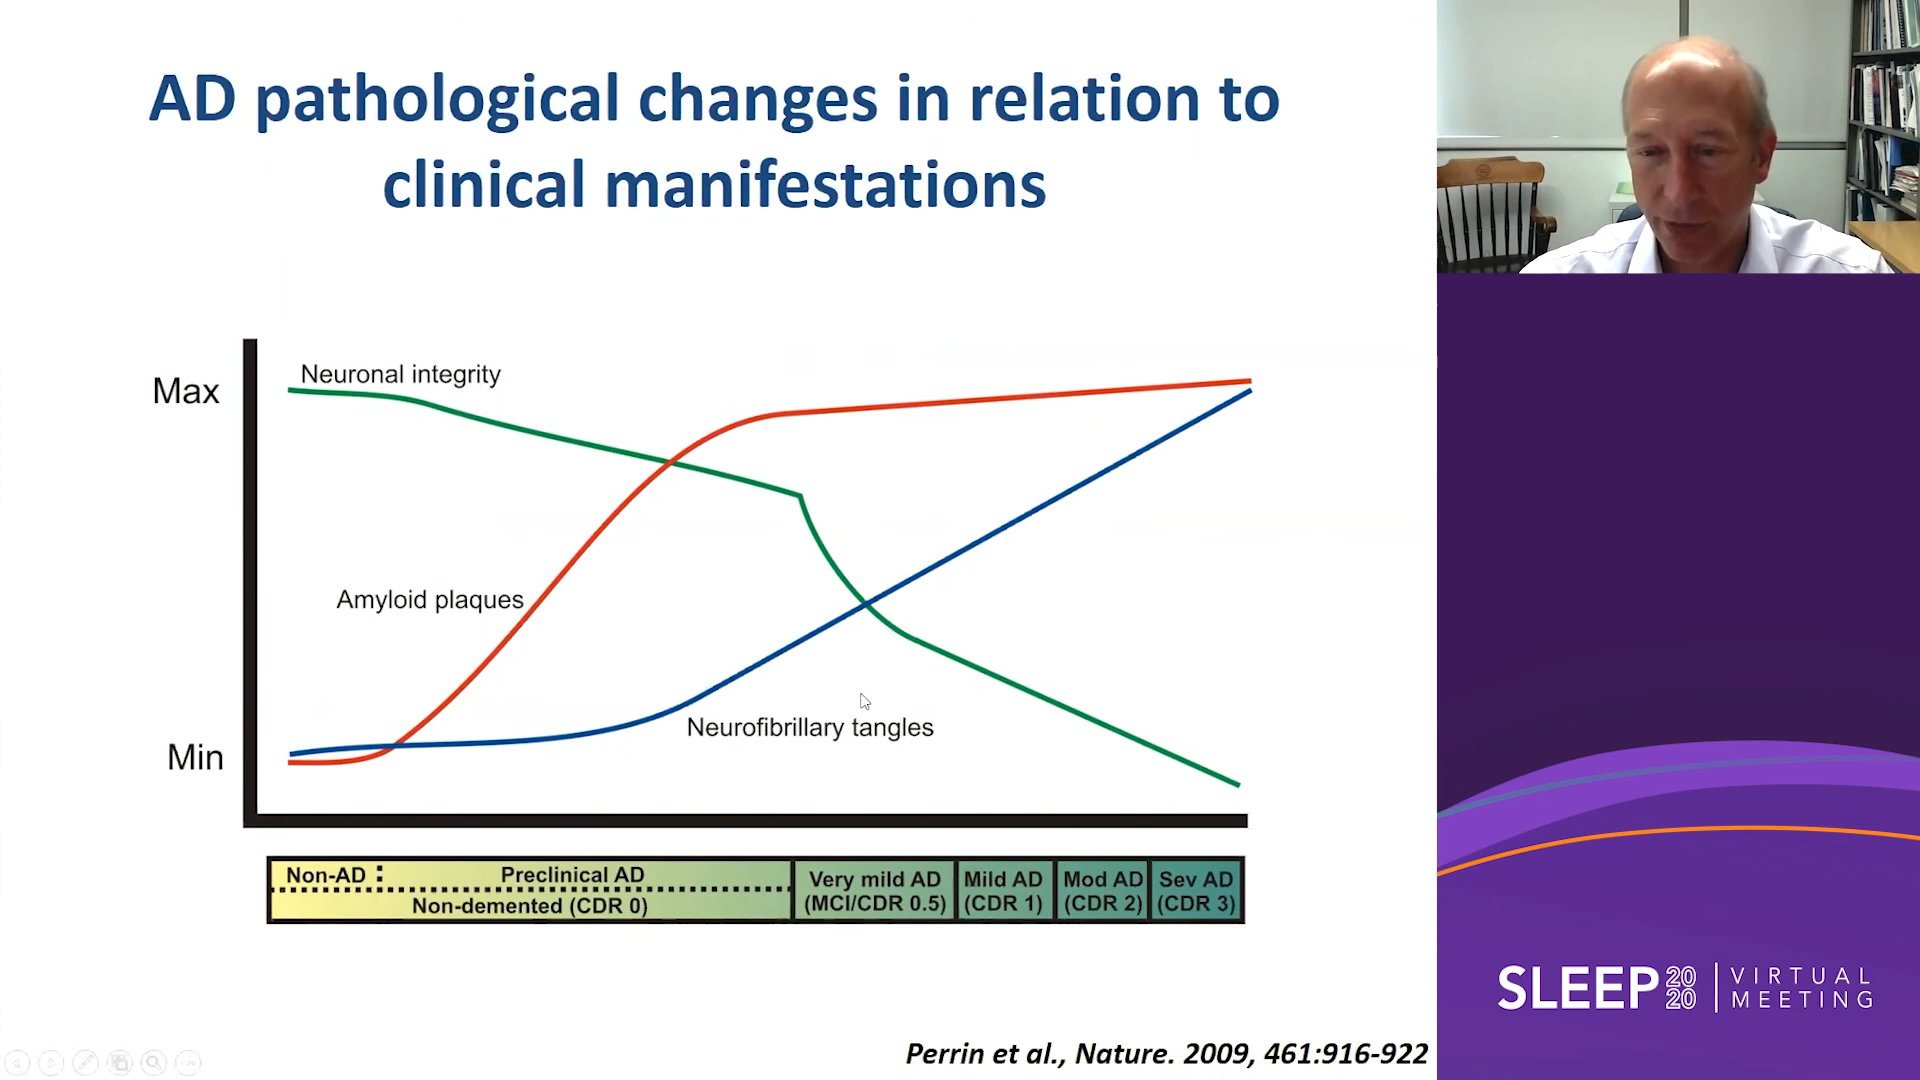 AD pathological changes in relation to
clinical manifestations
Max
Neuronal integrity
Amyloid plaques
Neurofibrillary tangles
Min
Non-AD
Preclinical AD
Non-demented (CDR 0)
Very mild AD
(MCI/CDR 0.5)
Mild AD
(CDR 1)
Mod AD
(CDR 2)
Sev AD
(CDR 3)
Perrin et al., Nature. 2009, 461:916-922
SLEEP 2020 VIRTUAL
MEETING